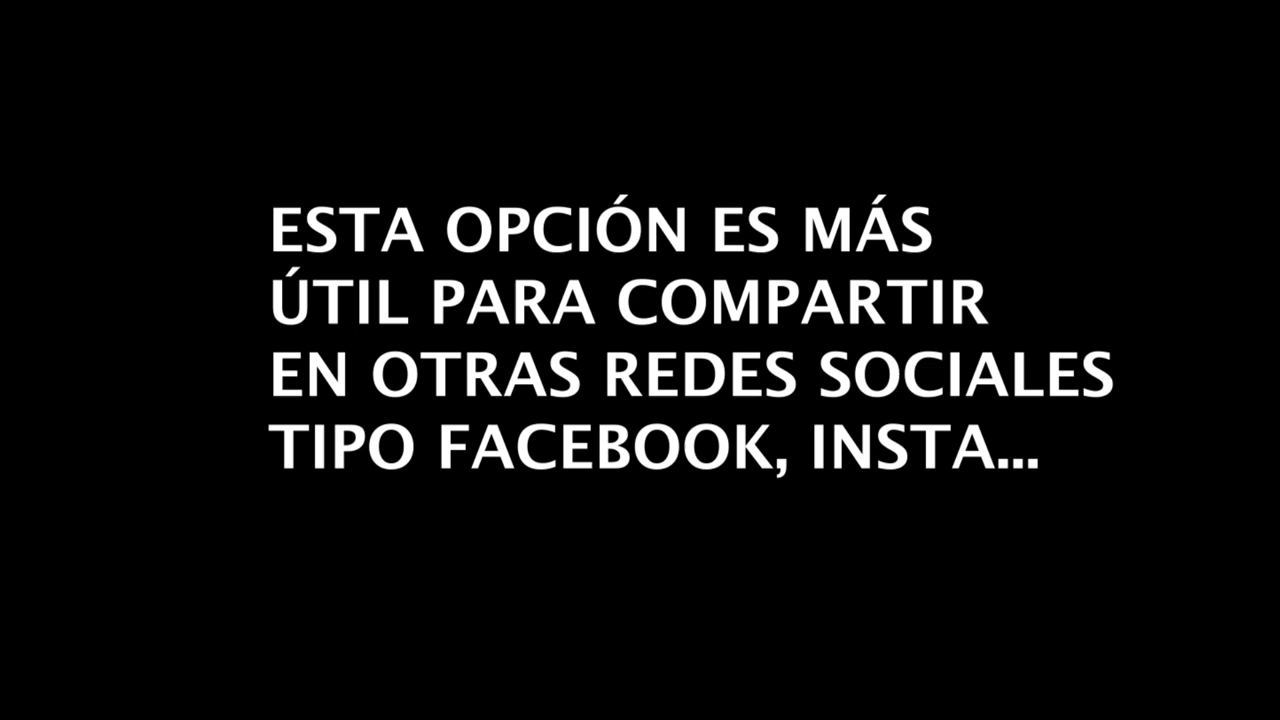 ESTA OPCIÓN ES MÁS
ÚTIL PARA COMPARTIR
EN OTRAS REDES SOCIALES
TIPO FACEBOOK, INSTA...